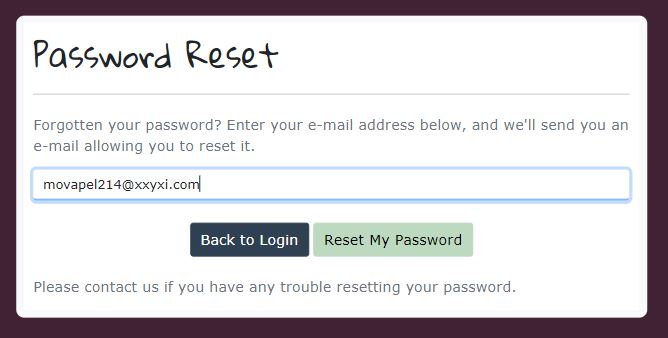 Password Reset
Forgotten your password? Enter your e-mail address below, and we'll send you an
e-mail allowing you to reset it.
movapel214@xxyxi.com
Back to Login Reset My Password
Please contact us if you have any trouble resetting your password.